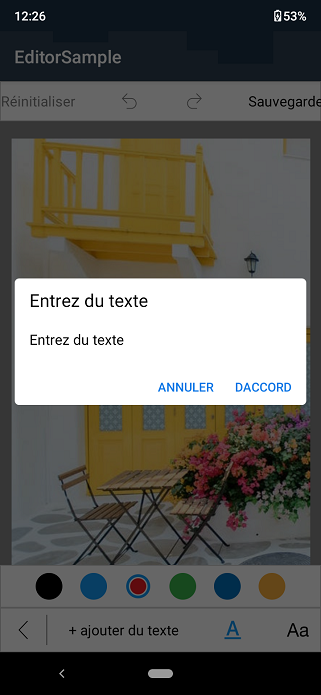 12:26
53%
EditorSample
Réinitialiser
Sauvegarde
Entrez du texte
Entrez du texte
ANNULER DACCORD
+ ajouter du texte A Aa